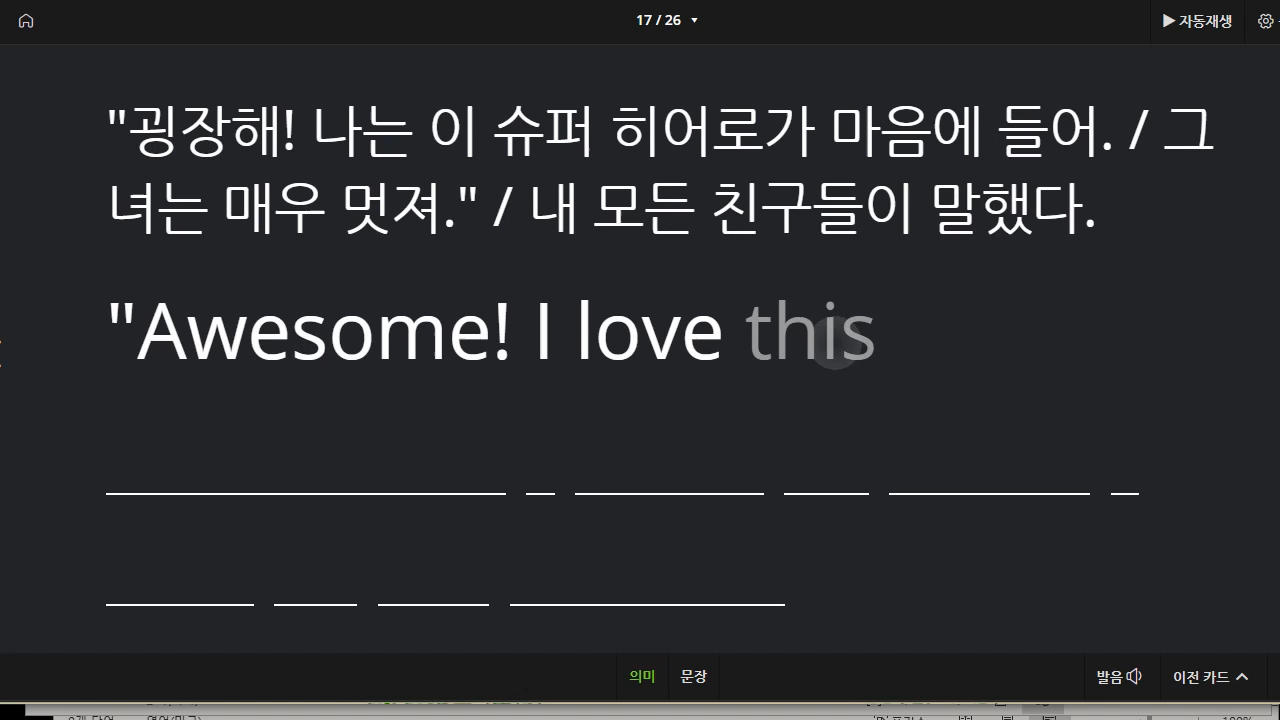 17 / 26 ▼
▶ 자동재생
"굉장해! 나는 이 슈퍼 히어로가 마음에 들어. / 그
녀는 매우 멋져." / 내 모든 친구들이 말했다.
"Awesome! I love this
의미 문장
발음 이전 카드